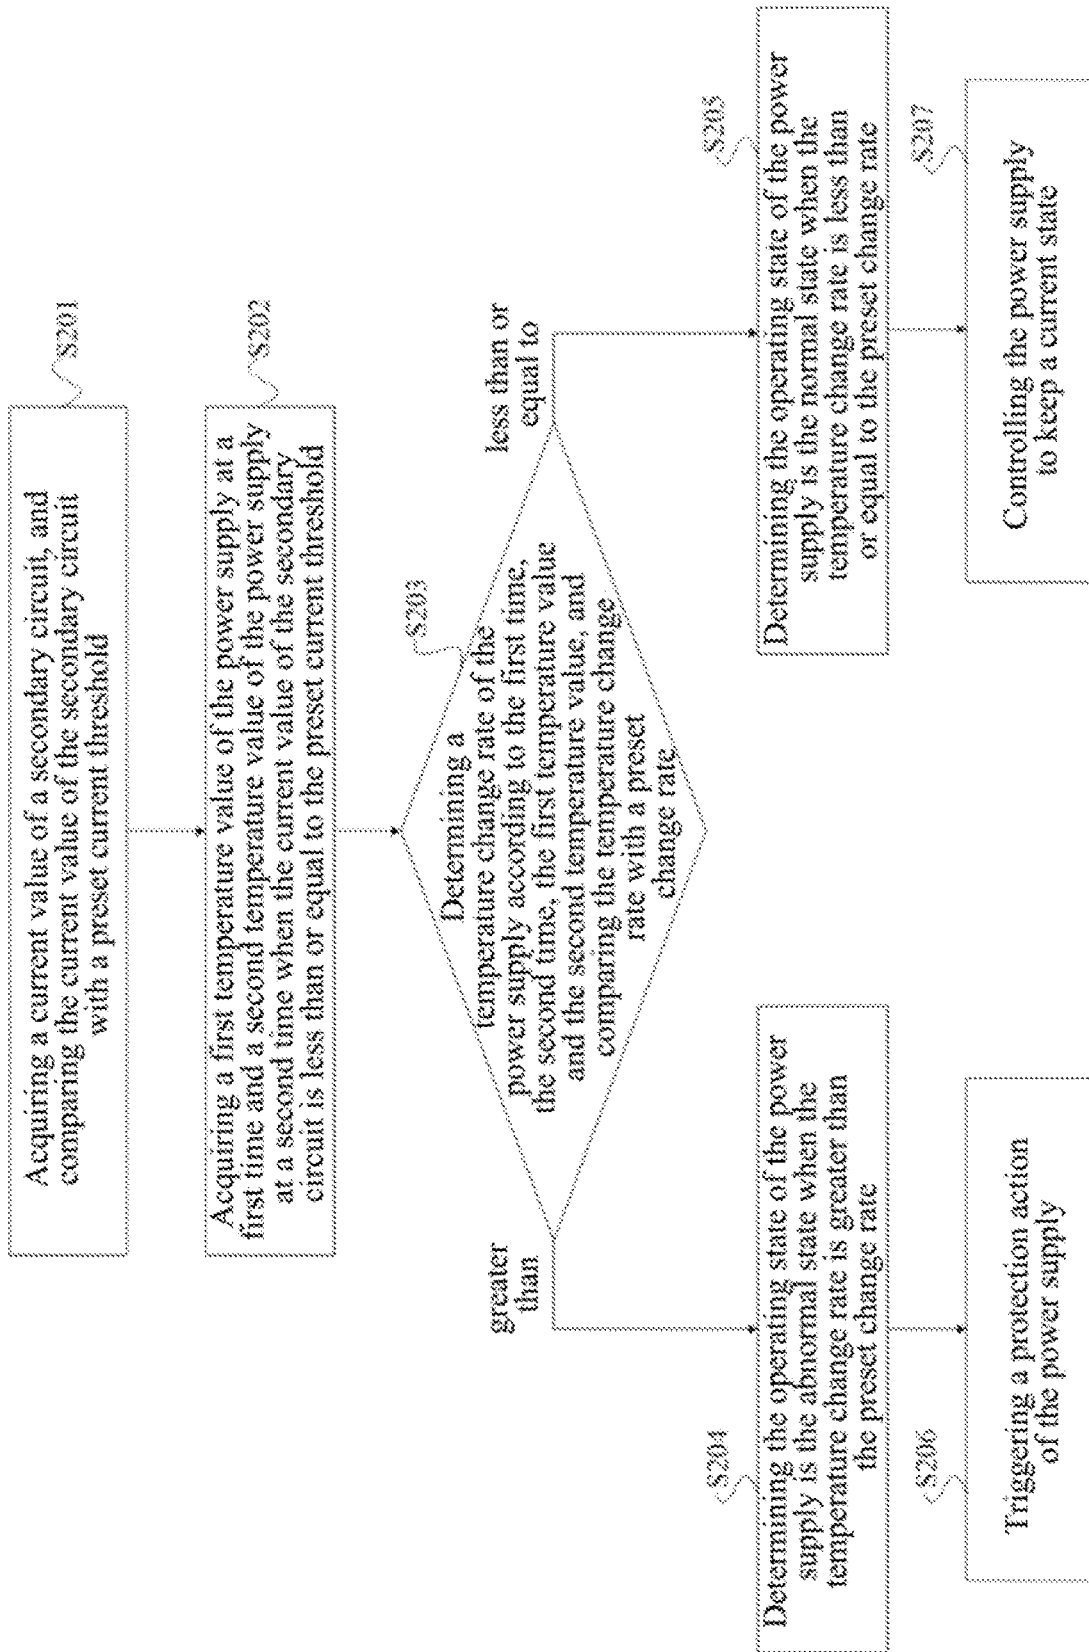 Acquiring a current value of a secondary circuit, and
comparing the current value of the secondary circuit
with a preset current threshold
S201
Acquiring a first temperature value of the power supply at a
first time and a second temperature value of the power supply
at a second time when the current value of the secondary
circuit is less than or equal to the preset current threshold
S202
Determining a
temperature change rate of the
power supply according to the first time,
the second time, the first temperature value
and the second temperature value, and
comparing the temperature change
rate with a preset
change rate
S203
greater
than
less than or
equal to
S204
Determining the operating state of the power
supply is the abnormal state when the
temperature change rate is greater than
the preset change rate
S205
Determining the operating state of the power
supply is the normal state when the
temperature change rate is less than
or equal to the preset change rate
S206
Triggering a protection action
of the power supply
S207
Controlling the power supply
to keep a current state